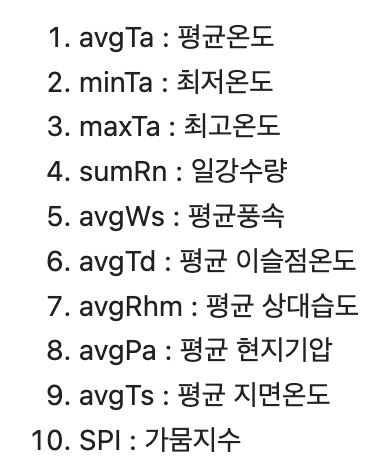 1. avgTa : 평균온도
2. minTa : 최저온도
3. maxTa : 최고온도
4. sumRn : 일강수량
5. avgWs : 평균풍속
6. avgTd : 평균 이슬점온도
7. avgRhm : 평균 상대습도
8. avgPa : 평균 현지기압
9. avgTs : 평균 지면온도
10. SPI : 가뭄지수